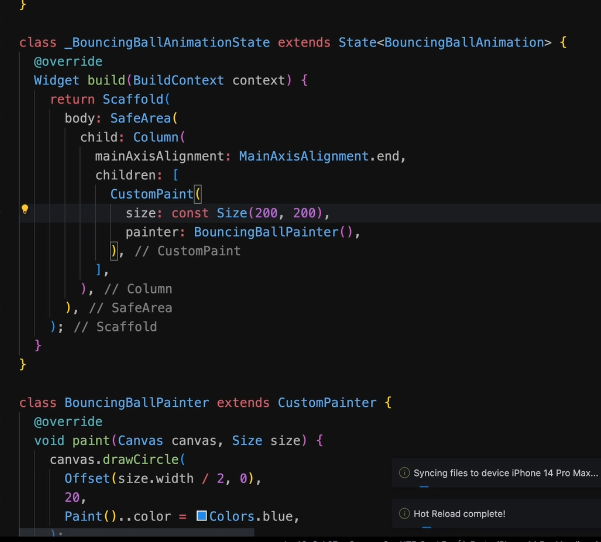 }
class _BouncingBallAnimationState extends State<BouncingBallAnimation> {
@override
Widget build(BuildContext context) {
return Scaffold(
body: SafeArea(
child: Column(
mainAxisAlignment: MainAxisAlignment.end,
children: [
CustomPaint(
size: const Size(200, 200),
painter: BouncingBallPainter(),
), // CustomPaint
],
), // Column
), // SafeArea
); // Scaffold
}
}
class BouncingBallPainter extends CustomPainter {
@override
void paint(Canvas canvas, Size size) {
canvas.drawCircle(
Offset(size.width / 2, 0),
20,
Paint()..color = Colors.blue,
);
Syncing files to device iPhone 14 Pro Max...
Hot Reload complete!